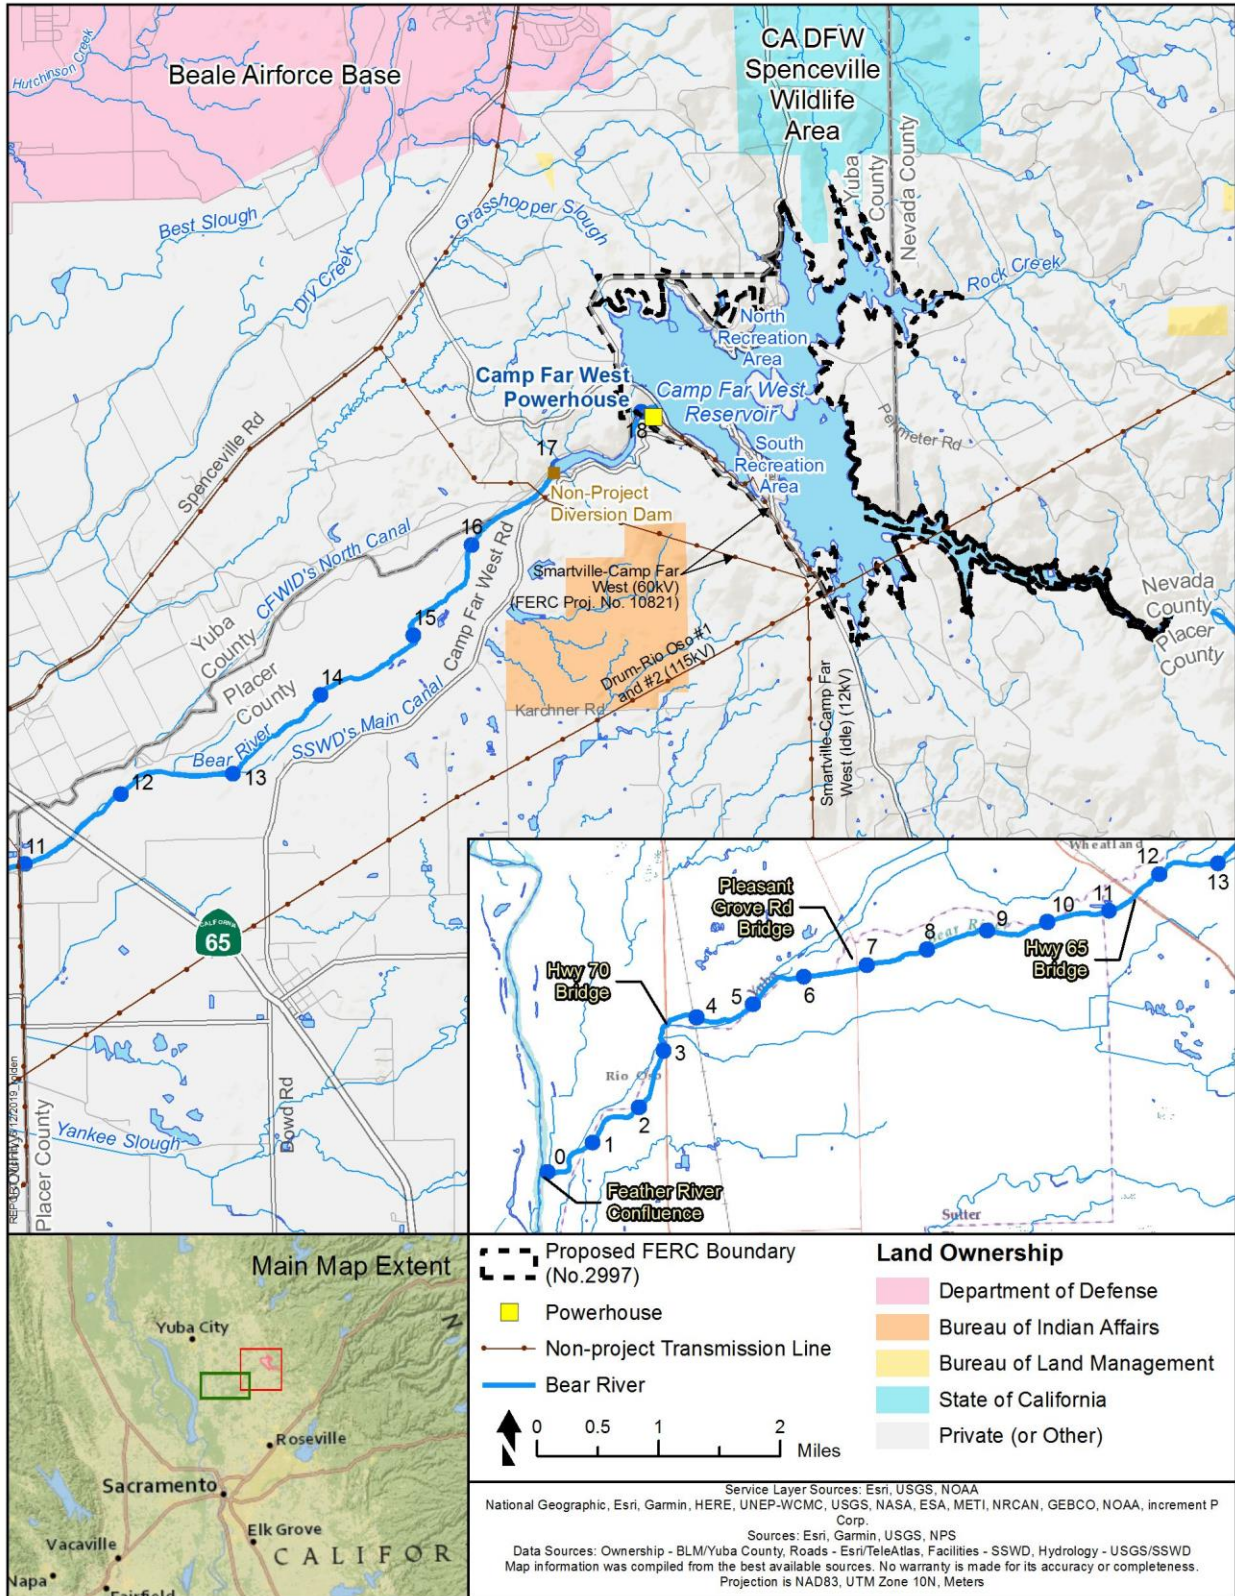 Hutchinson Creek
Beale Airforce Base
CA DFW
Spenceville
Wildlife
Area
Yuba
County
Nevada County
Best Slough
Dry Creek
Grasshopper Slough
Rock Creek
North
Recreation
Area
Camp Far West
Powerhouse
Camp Far West
Reservoir
18
Perimeter Rd
South
Recreation
Area
Spenceville Rd
17
Non-Project
Diversion Dam
16
CFWID's North Canal
Camp Far West Rd
Smartville-Camp Far
West (60kV)
(FERC Proj. No. 10821)
Nevada
County
Placer
County
Yuba
County
Placer
County
15
14
Drum-Rio Oso #1
and #2 (115kV)
Karchner Rd
Smartville-Camp Far
West (Idle) (12kV)
SSWD's Main Canal
Bear River
13
12
11
CALIFORNIA
65
Dowd Rd
Yankee Slough
Placer County
Wheatland
12
13
Pleasant
Grove Rd
Bridge
11
10
9
8
Bear River
7
Hwy 65
Bridge
Hwy 70
Bridge
4
5
Yuba
6
3
Rio Oso
2
1
0
Feather River
Confluence
Sutter
Main Map Extent
Yuba City
Roseville
Sacramento
Elk Grove
Vacaville
CALIFOR
Napa
Fairfield
N
Proposed FERC Boundary
(No.2997)
Powerhouse
Non-project Transmission Line
Bear River
N
0 0.5 1 2
Miles
Land Ownership
Department of Defense
Bureau of Indian Affairs
Bureau of Land Management
State of California
Private (or Other)
Service Layer Sources: Esri, USGS, NOAA
National Geographic, Esri, Garmin, HERE, UNEP-WCMC, USGS, NASA, ESA, METI, NRCAN, GEBCO, NOAA, increment P
Corp.
Sources: Esri, Garmin, USGS, NPS
Data Sources: Ownership - BLM/Yuba County, Roads - Esri/TeleAtlas, Facilities - SSWD, Hydrology - USGS/SSWD
Map information was compiled from the best available sources. No warranty is made for its accuracy or completeness.
Projection is NAD83, UTM Zone 10N, Meters